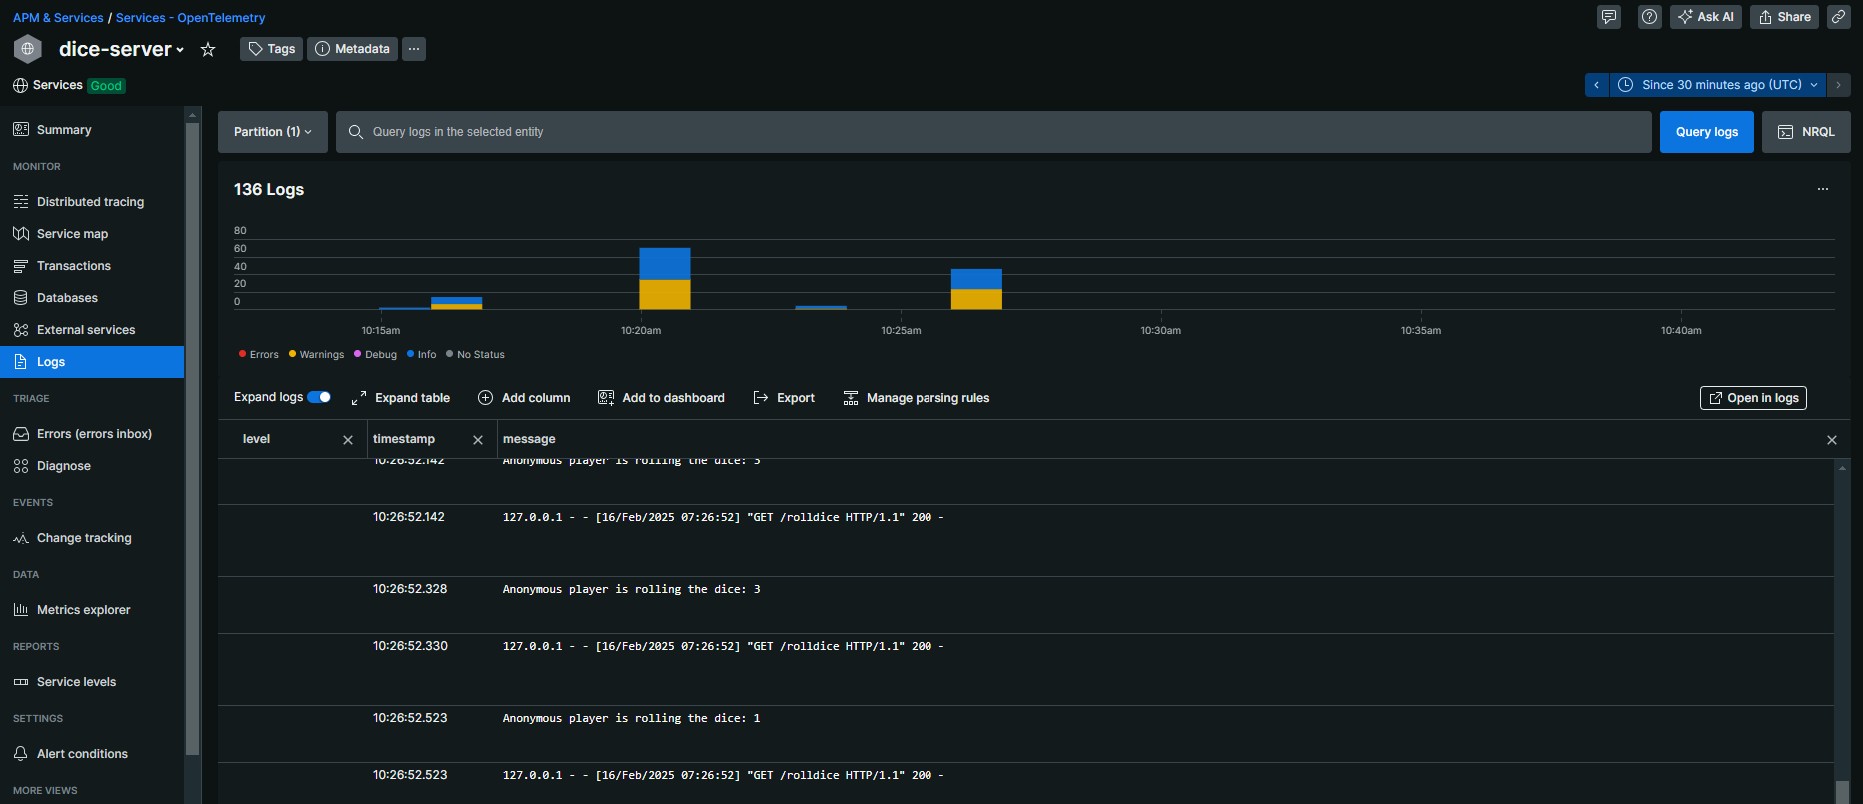 APM & Services / Services - OpenTelemetry
Ask AI
Share
dice-server
Tags
Metadata
...
Services Good
Since 30 minutes ago (UTC)
Summary
MONITOR
Distributed tracing
Service map
Transactions
Databases
External services
Logs
TRIAGE
Errors (errors inbox)
Diagnose
EVENTS
Change tracking
DATA
Metrics explorer
REPORTS
Service levels
SETTINGS
Alert conditions
MORE VIEWS
Partition (1)
Query logs in the selected entity
Query logs
NRQL
136 Logs
...
80
60
40
20
0
10:15am
10:20am
10:25am
10:30am
10:35am
10:40am
Errors
Warnings
Debug
Info
No Status
Expand logs
Expand table
Add column
Add to dashboard
Export
Manage parsing rules
Open in logs
level
timestamp
message
10:26:52.142 Anonymous player is rolling the dice:
10:26:52.142 127.0.0.1 - - [16/Feb/2025 07:26:52] "GET /rolldice HTTP/1.1" 200 -
10:26:52.328 Anonymous player is rolling the dice: 3
10:26:52.330 127.0.0.1 - - [16/Feb/2025 07:26:52] "GET /rolldice HTTP/1.1" 200 -
10:26:52.523 Anonymous player is rolling the dice: 1
10:26:52.523 127.0.0.1 - - [16/Feb/2025 07:26:52] "GET /rolldice HTTP/1.1" 200 -